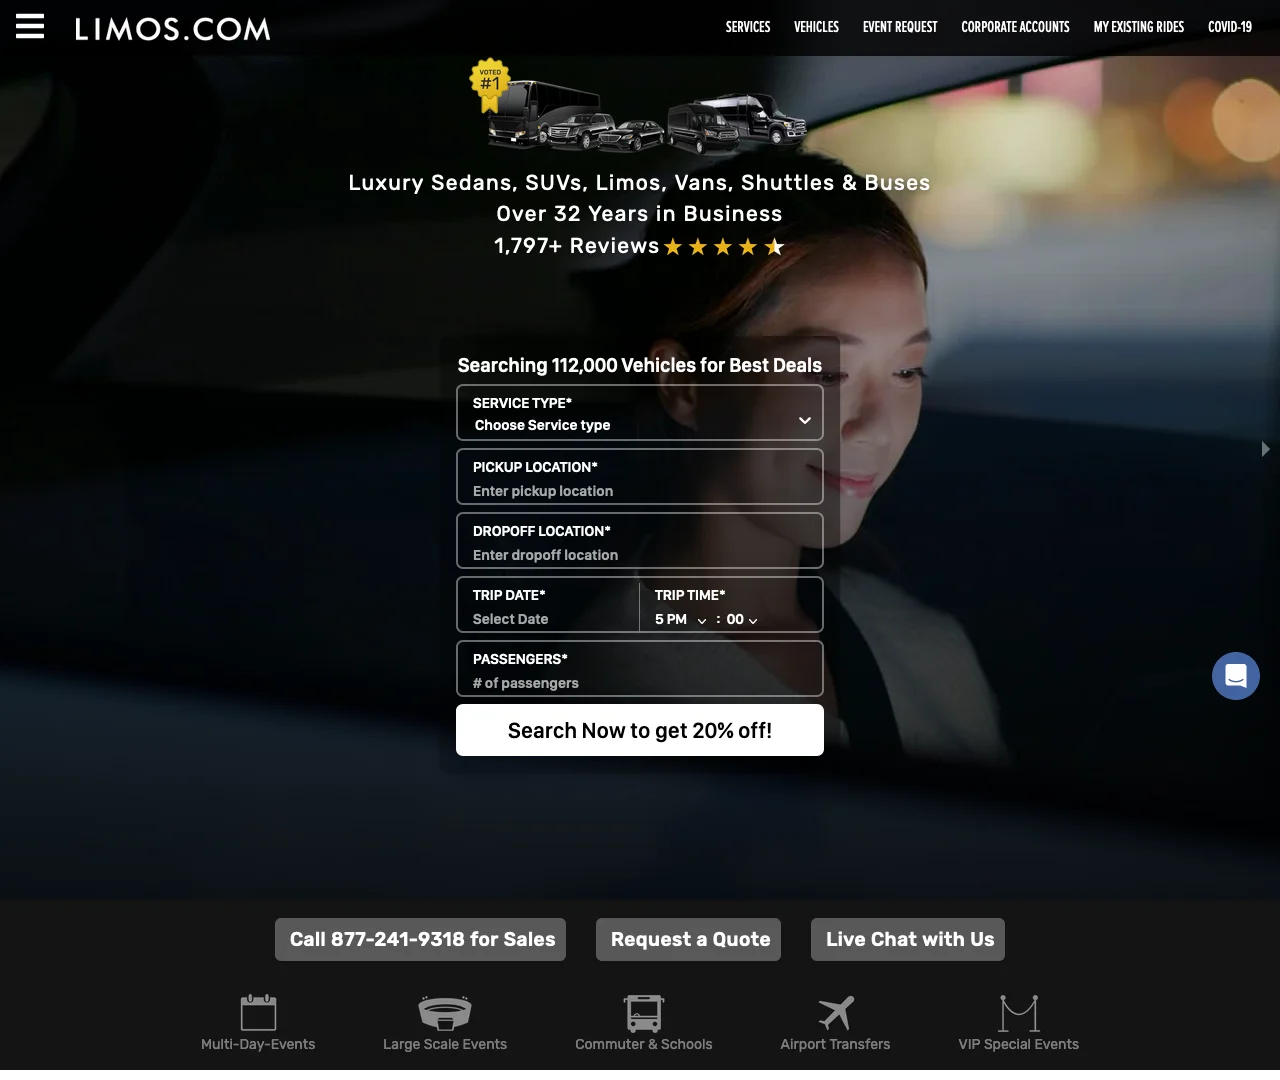 LIMOS.COM
SERVICES VEHICLES EVENT REQUEST CORPORATE ACCOUNTS MY EXISTING RIDES COVID-19
VOTED
#1
Luxury Sedans, SUVs, Limos, Vans, Shuttles & Buses
Over 32 Years in Business
1,797+ Reviews
Searching 112,000 Vehicles for Best Deals
SERVICE TYPE*
Choose Service type
PICKUP LOCATION*
Enter pickup location
DROPOFF LOCATION*
Enter dropoff location
TRIP DATE* TRIP TIME*
Select Date 5 PM : 00
PASSENGERS*
# of passengers
Search Now to get 20% off!
Call 877-241-9318 for Sales Request a Quote Live Chat with Us
Multi-Day-Events Large Scale Events Commuter & Schools Airport Transfers VIP Special Events